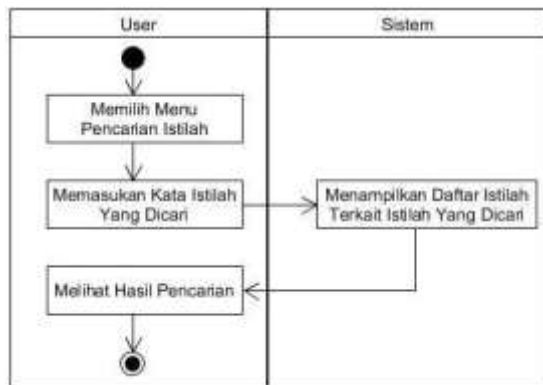 User
Sistem
Memilih Menu
Pencarian Istilah
Memasukan Kata Istilah
Yang Dicari
Menampilkan Daftar Istilah
Terkait Istilah Yang Dicari
Melihat Hasil Pencarian